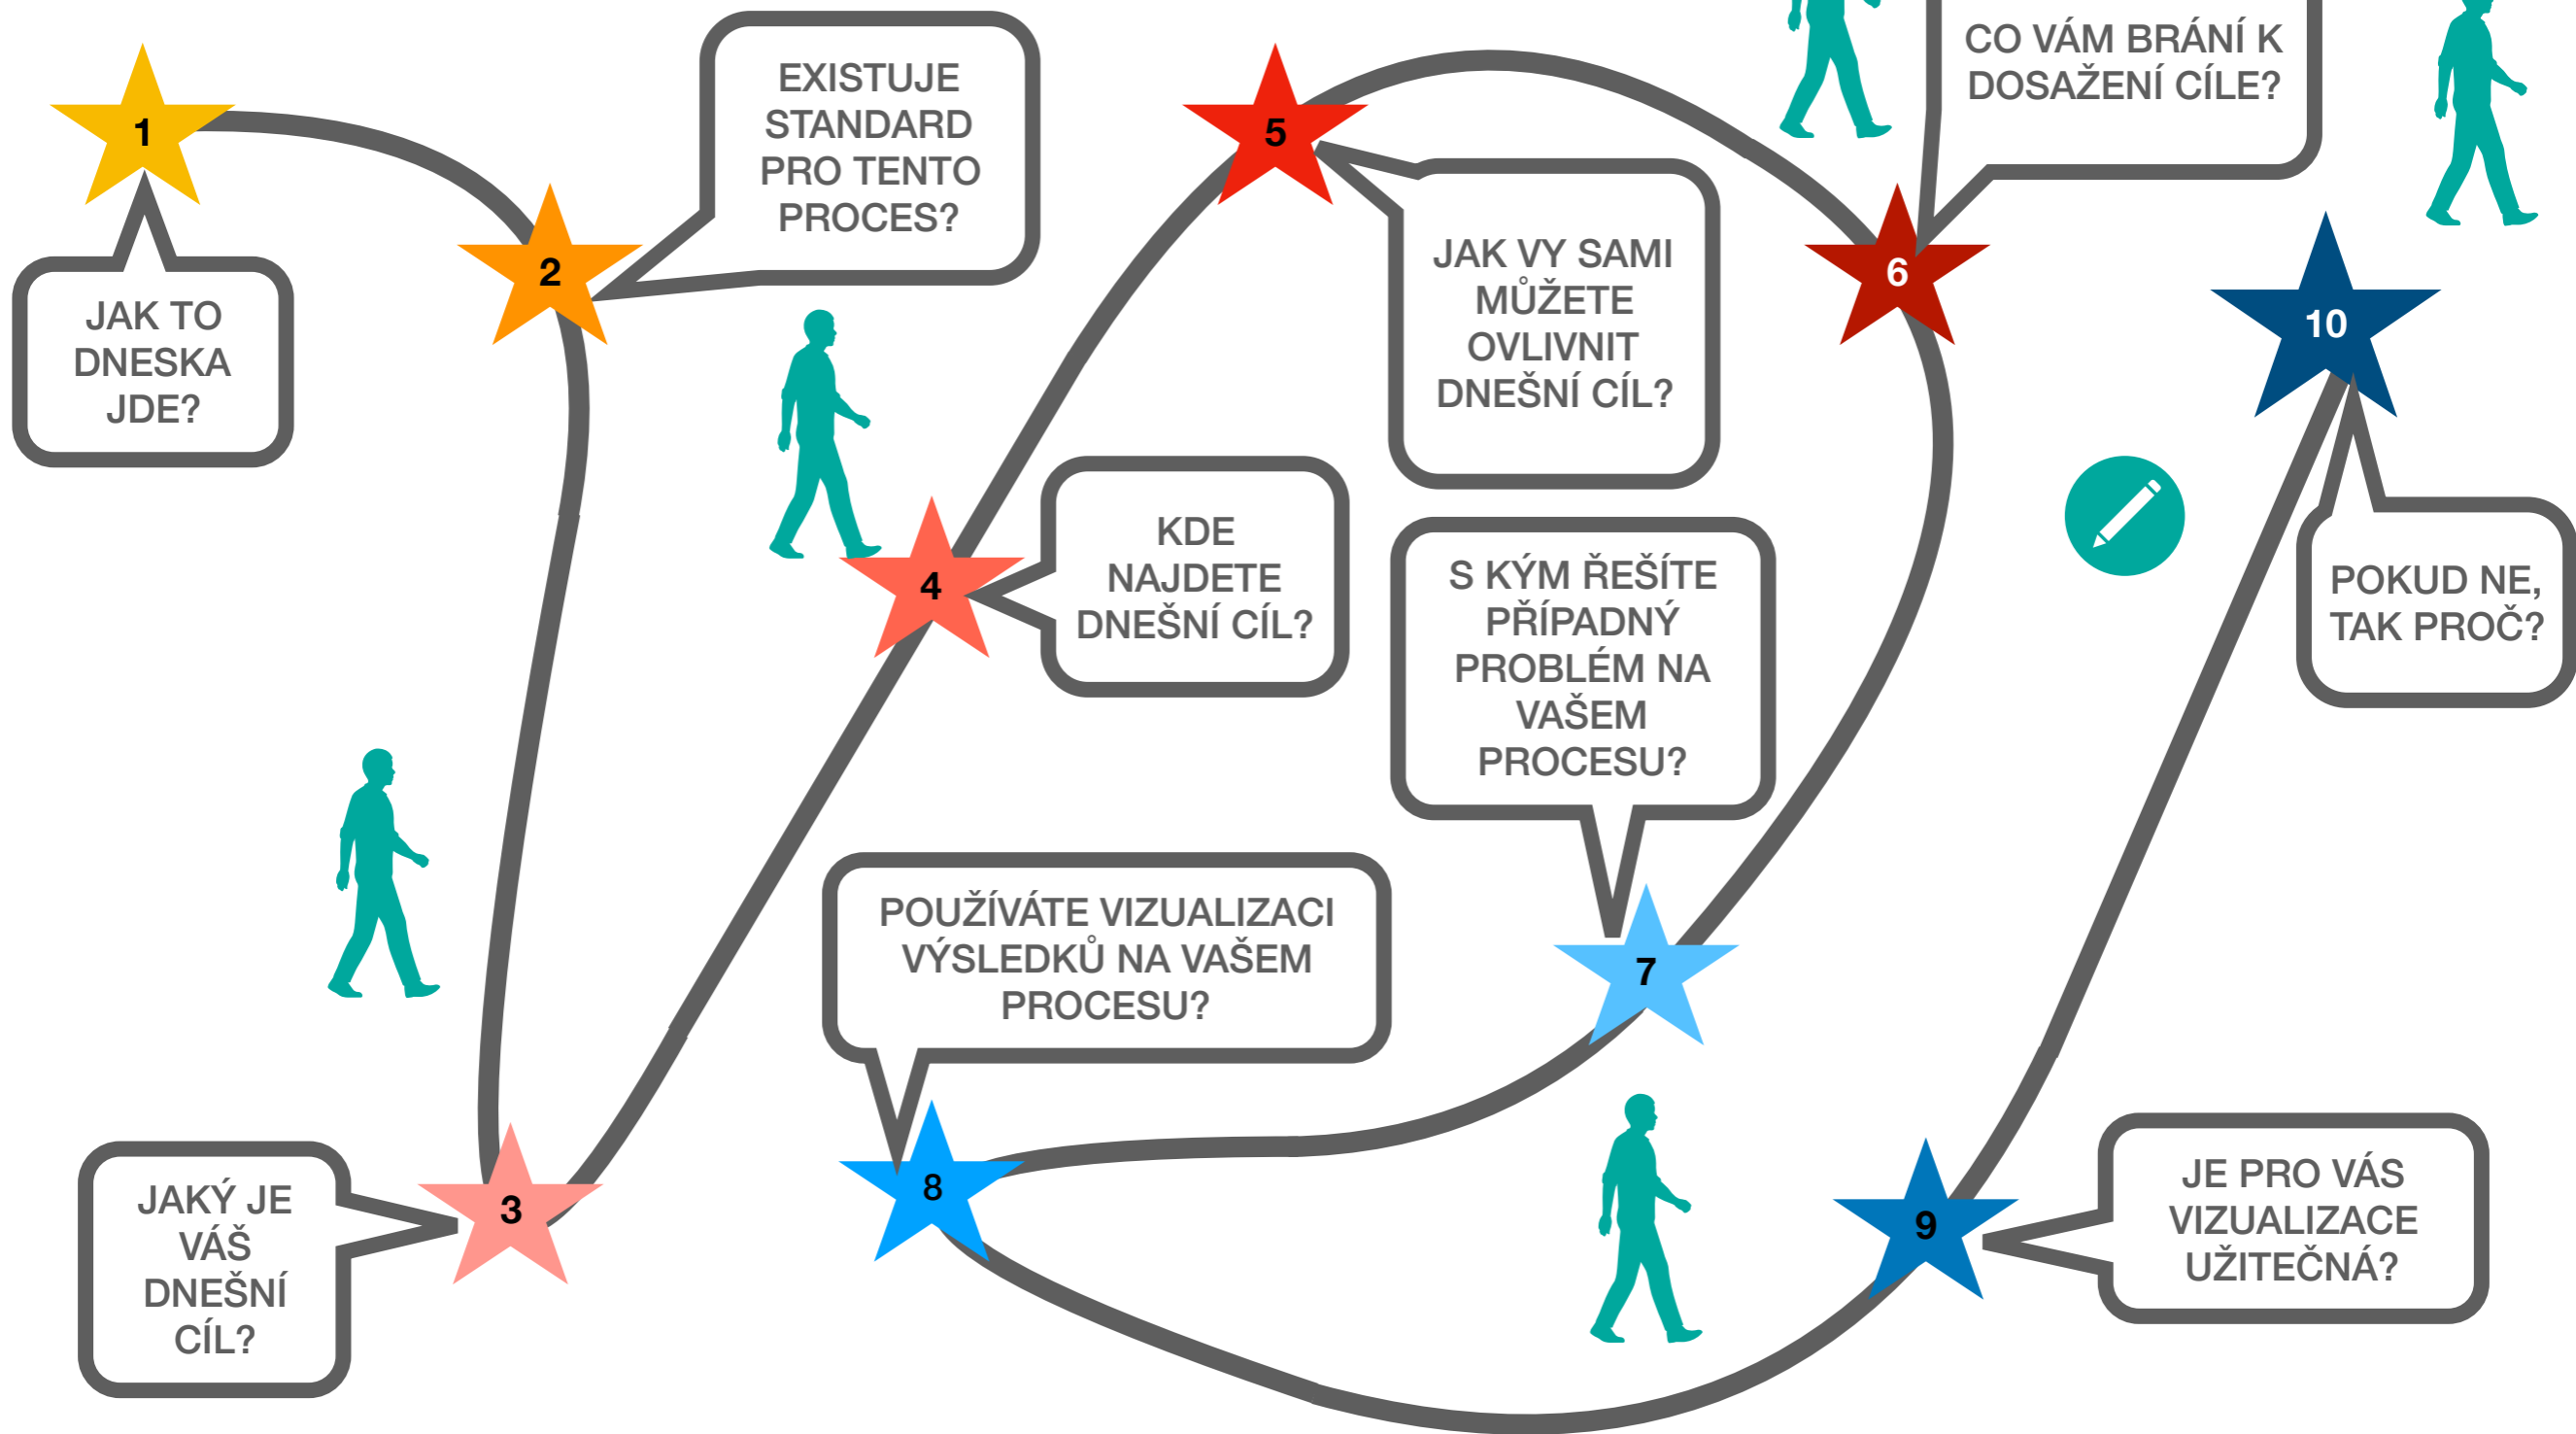 1
JAK TO
DNESKA
JDE?
2
EXISTUJE
STANDARD
PRO TENTO
PROCES?
3
JAKÝ JE
VÁŠ
DNEŠNÍ
CÍL?
4
KDE
NAJDETE
DNEŠNÍ CÍL?
5
JAK VY SAMI
MŮŽETE
OVLIVNIT
DNEŠNÍ CÍL?
6
CO VÁM BRÁNÍ K
DOSAŽENÍ CÍLE?
7
S KÝM ŘEŠÍTE
PŘÍPADNÝ
PROBLÉM NA
VAŠEM
PROCESU?
8
POUŽÍVÁTE VIZUALIZACI
VÝSLEDKŮ NA VAŠEM
PROCESU?
9
JE PRO VÁS
VIZUALIZACE
UŽITEČNÁ?
10
POKUD NE,
TAK PROČ?